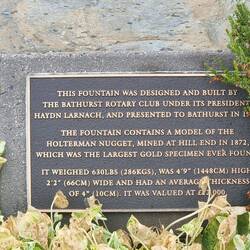 THIS FOUNTAIN WAS DESIGNED AND BUILT BY
THE BATHURST ROTARY CLUB UNDER ITS PRESIDENT
HAYDN LARNACH, AND PRESENTED TO BATHURST IN
THE FOUNTAIN CONTAINS A MODEL OF THE
HOLTERMAN NUGGET, MINED AT HILL END IN 1872,
WHICH WAS THE LARGEST GOLD SPECIMEN EVER FOUN
IT WEIGHED 630LBS (286KGS), WAS 4'9" (1448CM) HIGH
2'2" (66CM) WIDE AND HAD AN AVERAGE THICKNESS
OF 4" (10CM). IT WAS VALUED AT